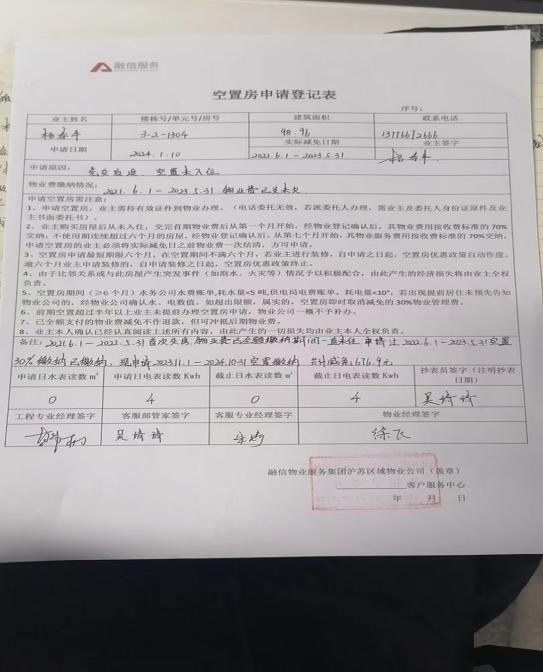 融信服务
空置房申请登记表
序号：
业主姓名 楼栋号/单元号/房号 建筑面积 联系电话
杨春平 3-2-1304 98.96 13776692666
申请日期 2024.1.10 实际减免日期 业主签字
2022.6.1-2023.5.31
申请原因： 空置未入住
物业费缴纳情况： 2021.6.1-2023.5.31 物业费已交
申请空置房需注意：
1、申请空置房，业主需持有效证件到物业办理。（电话委托无效，若派委托人办理，需业主及委托人身份证原件及业
主书面委托书）。
2、业主购买房屋后从未入住，交完首期物业费后从第一个月开始，经物业登记确认后，其物业费用按收费标准的70%
交纳；不使用期连续超过六个月的房屋，经物业登记确认后，从第七个月开始，其物业服务费用按收费标准的70%交纳。
申请空置房的业主必须将实际减免日之前物业费一次结清，方可申请。
3、空置房申请最短期限六个月，在空置期间不满六个月，若业主进行装修，自申请之日起，空置房优惠政策自动作废。
逾六个月业主申请装修的，自申请装修之日起，空置房优惠政策终止。
4、由于比邻关系或与此房屋产生突发事件（如雨水、火灾等）情况予以积极配合，由此产生的经济损失将由业主全权
负责。
5、空置房期间（≥6个月）水务公司水费账单,耗水量<5吨,供电局电费账单，耗电量<10°。若出现提前居住未预先告知
物业公司的，经物业公司确认水、电数值，如超出限额，属实的，空置房即时取消减免的30%物业管理费。
6、前期空置超过半年以上业主未提前办理空置房申请，物业公司一概不予补办。
7、已全额支付的物业费减免不作退款，但可冲抵后期物业费。
8、业主本人确认已经认真阅读上述所有内容，由此产生的一切损失均由业主本人全权负责。
备注：2021.6.1-2022.5.31首次交房，物业费已全额缴纳期间一直未住 申请让2022.6.1-2023.5.31空置
30%缴纳已缴纳，现申请2023.11.1-2024.10.31空置缴纳 共计减免676.9元
申请日水表读数 m³ 申请日电表读数 Kwh 截止日水表读数 m³ 截止日电表读数 Kwh 抄表员签字（注明抄表
日期）
0 4 0 4 吴婷婷
工程专业经理签字 客服部管家签字 客服专业经理签字 物业经理签字
吴婷婷 徐飞
融信物业服务集团沪苏区域物业公司（盖章）
客户服务中心
年 月 日